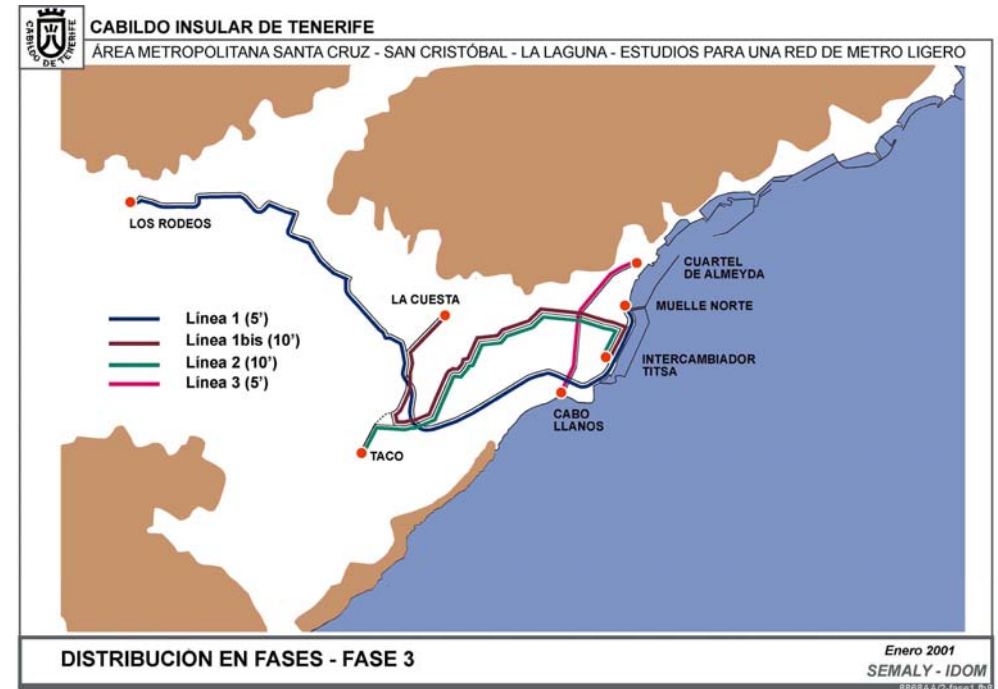 CABILDO DE TENERIFE
CABILDO INSULAR DE TENERIFE
ÁREA METROPOLITANA SANTA CRUZ - SAN CRISTÓBAL - LA LAGUNA - ESTUDIOS PARA UNA RED DE METRO LIGERO
LOS RODEOS
CUARTEL
DE ALMEYDA
LA CUESTA
MUELLE NORTE
Línea 1 (5')
Línea 1bis (10')
Línea 2 (10')
Línea 3 (5')
INTERCAMBIADOR
TITSA
CABO
LLANOS
TACO
DISTRIBUCIÓN EN FASES - FASE 3
Enero 2001
SEMALY - IDOM